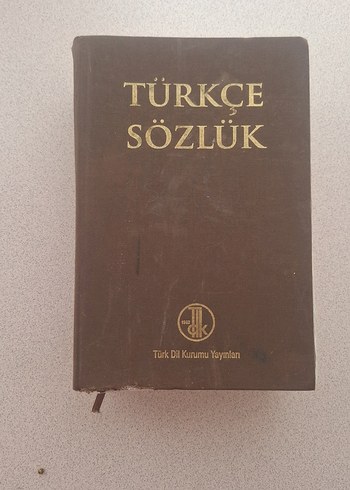 TÜRKÇE
SÖZLÜK
Türk Dil Kurumu Yayınları